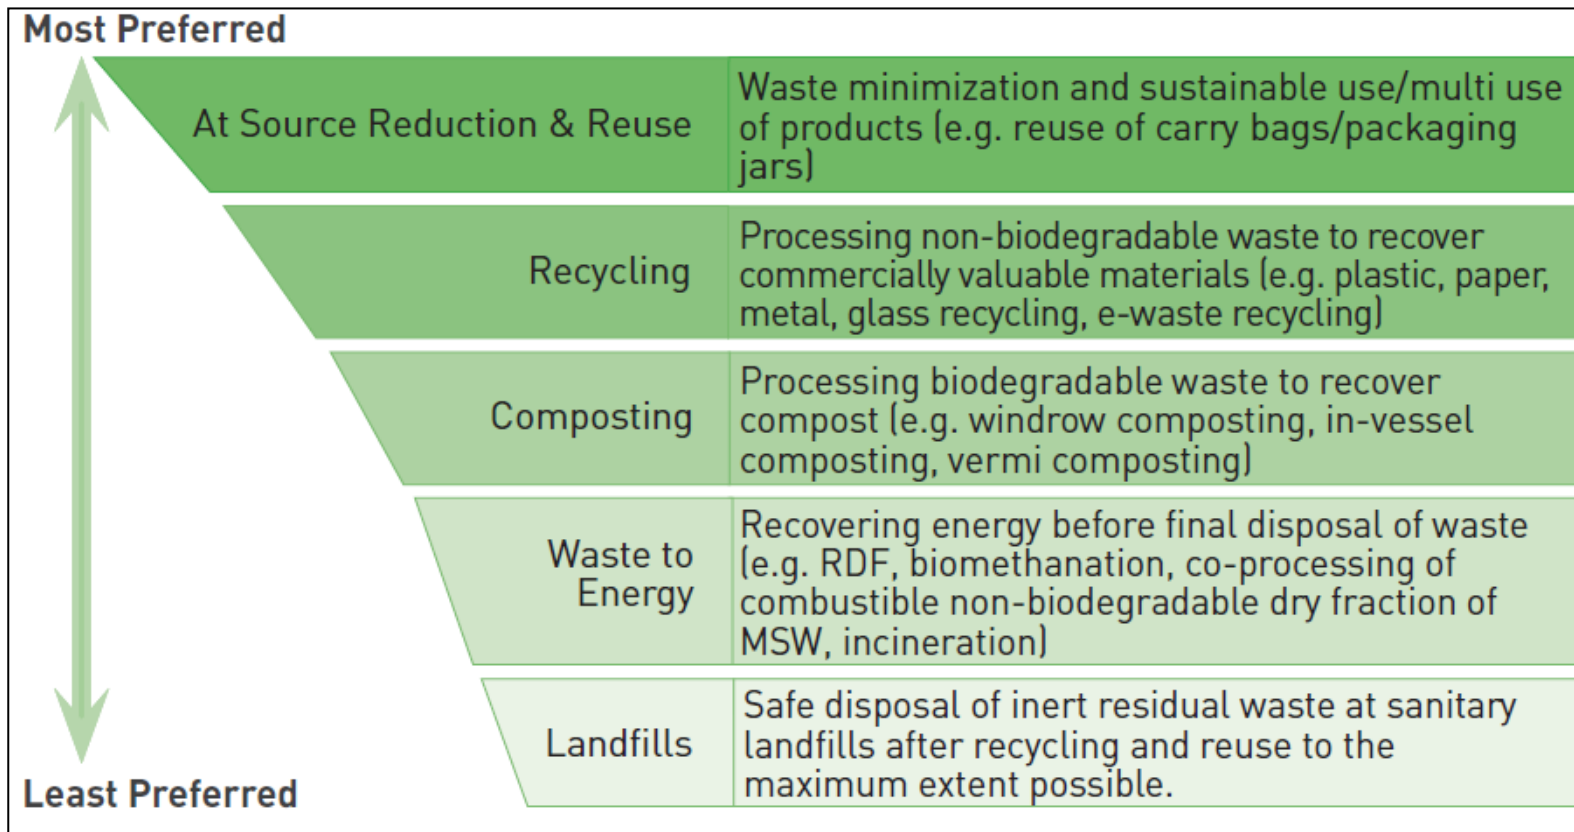 Most Preferred
At Source Reduction & Reuse
Waste minimization and sustainable use/multi use
of products (e.g. reuse of carry bags/packaging
jars)
Recycling
Processing non-biodegradable waste to recover
commercially valuable materials (e.g. plastic, paper,
metal, glass recycling, e-waste recycling)
Composting
Processing biodegradable waste to recover
compost (e.g. windrow composting, in-vessel
composting, vermi composting)
Waste to
Energy
Recovering energy before final disposal of waste
(e.g. RDF, biomethanation, co-processing of
combustible non-biodegradable dry fraction of
MSW, incineration)
Landfills
Safe disposal of inert residual waste at sanitary
landfills after recycling and reuse to the
maximum extent possible.
Least Preferred